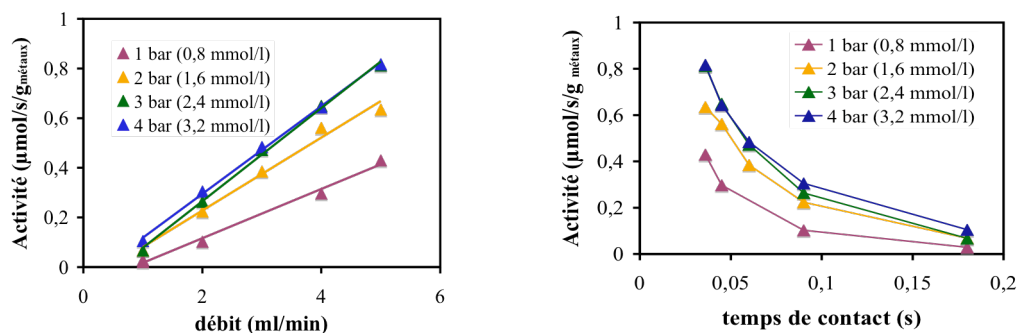 Activité (µmol/s/g métaux)
1
0,8
0,6
0,4
0,2
0
1 bar (0,8 mmol/l)
2 bar (1,6 mmol/l)
3 bar (2,4 mmol/l)
4 bar (3,2 mmol/l)
0 2 4 6
débit (ml/min)
Activité (µmol/s/g métaux)
1
0,8
0,6
0,4
0,2
0
1 bar (0,8 mmol/l)
2 bar (1,6 mmol/l)
3 bar (2,4 mmol/l)
4 bar (3,2 mmol/l)
0 0,05 0,1 0,15 0,2
temps de contact (s)